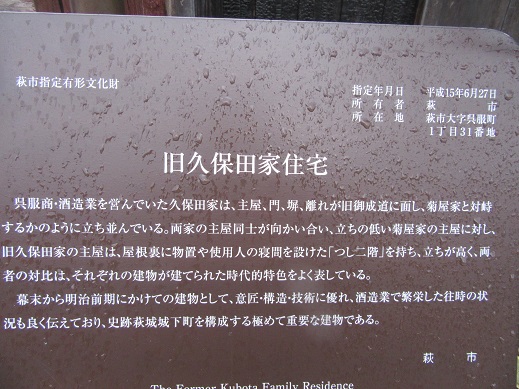 萩市指定有形文化財
指定年月日　平成15年6月27日
所有者　萩市
所在地　萩市大字呉服町
1丁目31番地
旧久保田家住宅
呉服商・酒造業を営んでいた久保田家は、主屋、門、塀、離れが旧御成道に面し、菊屋家と対峙
するかのように立ち並んでいる。両家の主屋同士が向かい合い、立ちの低い菊屋家の主屋に対し、
旧久保田家の主屋は、屋根裏に物置や使用人の寝間を設けた「つし二階」を持ち、立ちが高く、両
者の対比は、それぞれの建物が建てられた時代的特色をよく表している。
幕末から明治前期にかけての建物として、意匠・構造・技術に優れ、酒造業で繁栄した往時の状
況も良く伝えており、史跡萩城城下町を構成する極めて重要な建物である。
萩市
The Former Kubota Family Residence